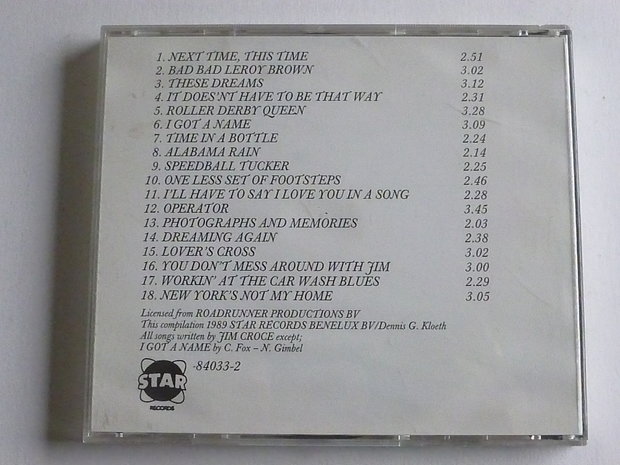 1. NEXT TIME, THIS TIME 2.51
2. BAD BAD LEROY BROWN 3.02
3. THESE DREAMS 3.12
4. IT DOES'NT HAVE TO BE THAT WAY 2.31
5. ROLLER DERBY QUEEN 3.28
6. I GOT A NAME 3.09
7. TIME IN A BOTTLE 2.24
8. ALABAMA RAIN 2.14
9. SPEEDBALL TUCKER 2.25
10. ONE LESS SET OF FOOTSTEPS 2.46
11. I'LL HAVE TO SAY I LOVE YOU IN A SONG 2.28
12. OPERATOR 3.45
13. PHOTOGRAPHS AND MEMORIES 2.03
14. DREAMING AGAIN 2.38
15. LOVER'S CROSS 3.02
16. YOU DON'T MESS AROUND WITH JIM 3.00
17. WORKIN' AT THE CAR WASH BLUES 2.29
18. NEW YORK'S NOT MY HOME 3.05
Licensed from ROADRUNNER PRODUCTIONS BV
This compilation 1989 STAR RECORDS BENELUX BV/Dennis G. Kloeth
All songs written by JIM CROCE except;
I GOT A NAME by C. Fox – N. Gimbel
STAR -84033-2
RECORDS